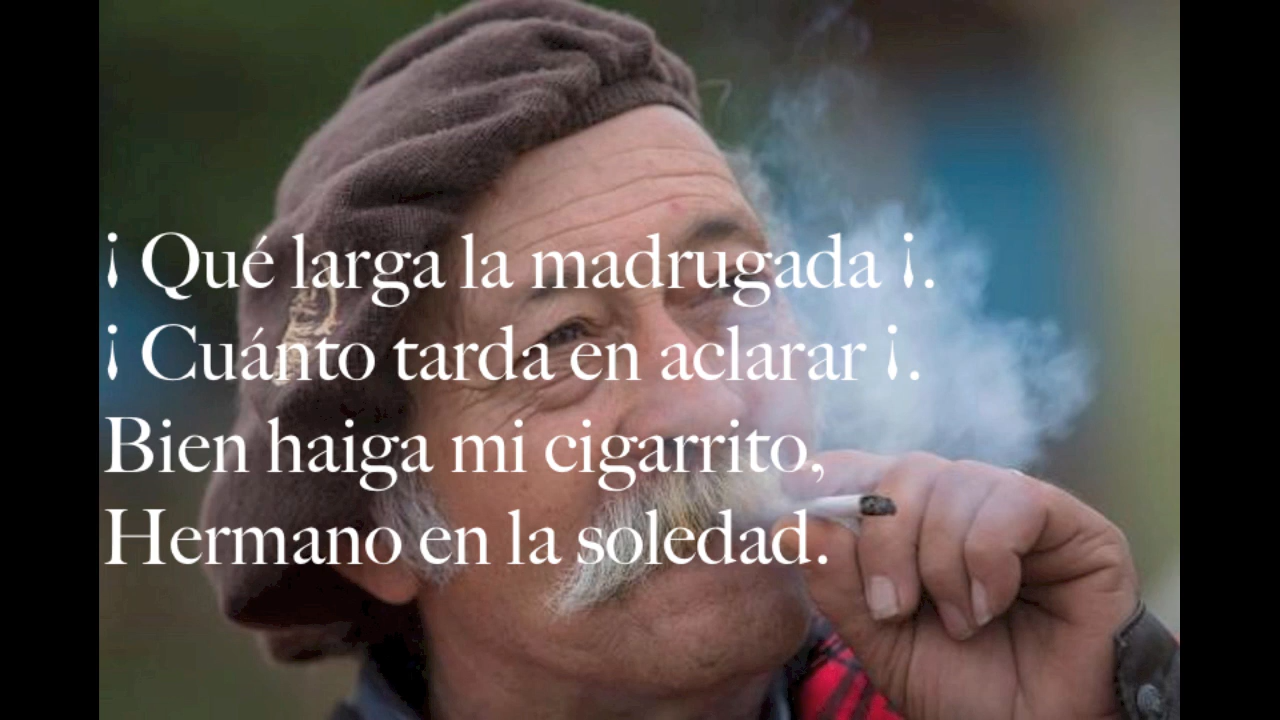 ¡ Qué larga la madrugada ¡.
¡ Cuánto tarda en aclarar ¡.
Bien haiga mi cigarrito,
Hermano en la soledad.